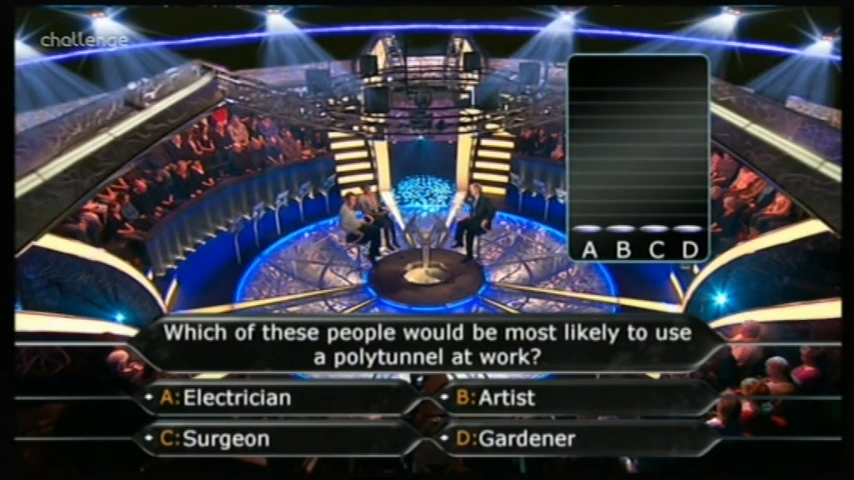 challenge
A B C D
Which of these people would be most likely to use
a polytunnel at work?
A: Electrician
B: Artist
C: Surgeon
D: Gardener